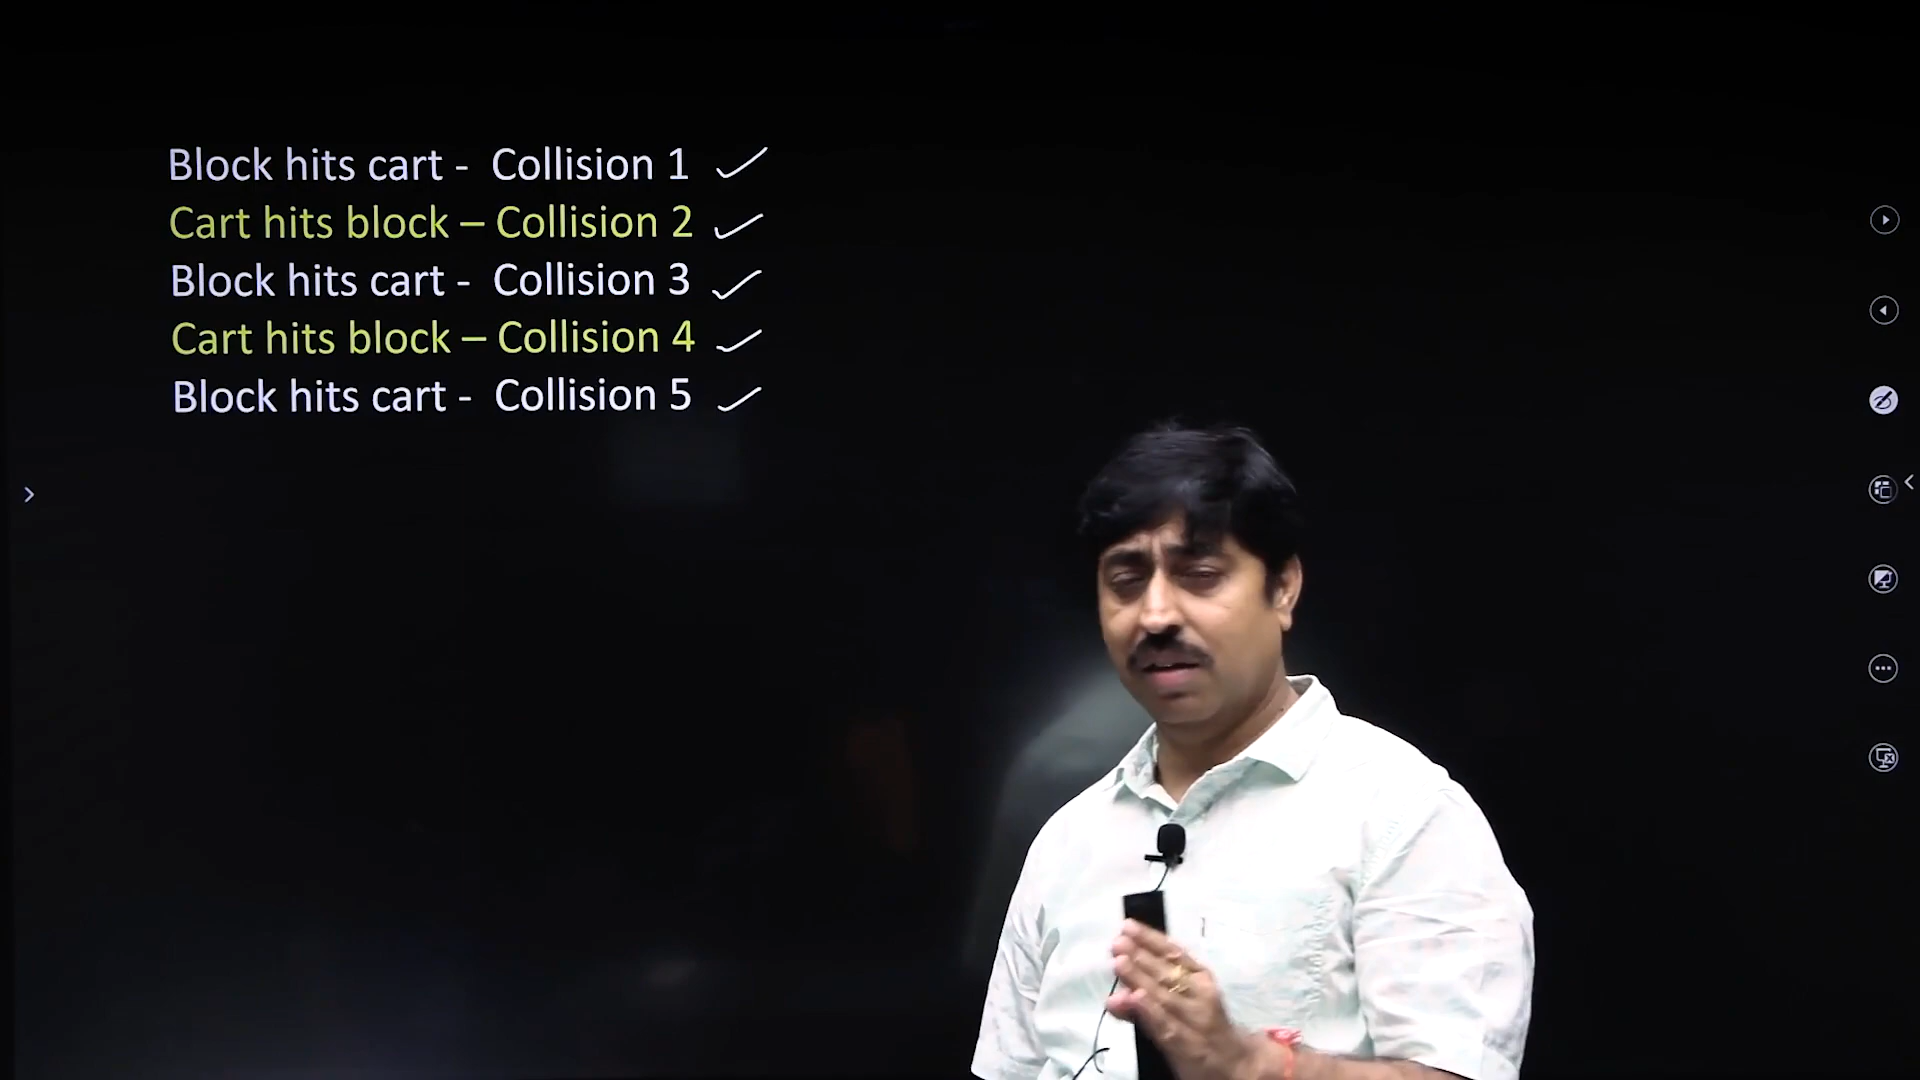 Block hits cart - Collision 1
Cart hits block – Collision 2
Block hits cart - Collision 3
Cart hits block – Collision 4
Block hits cart - Collision 5